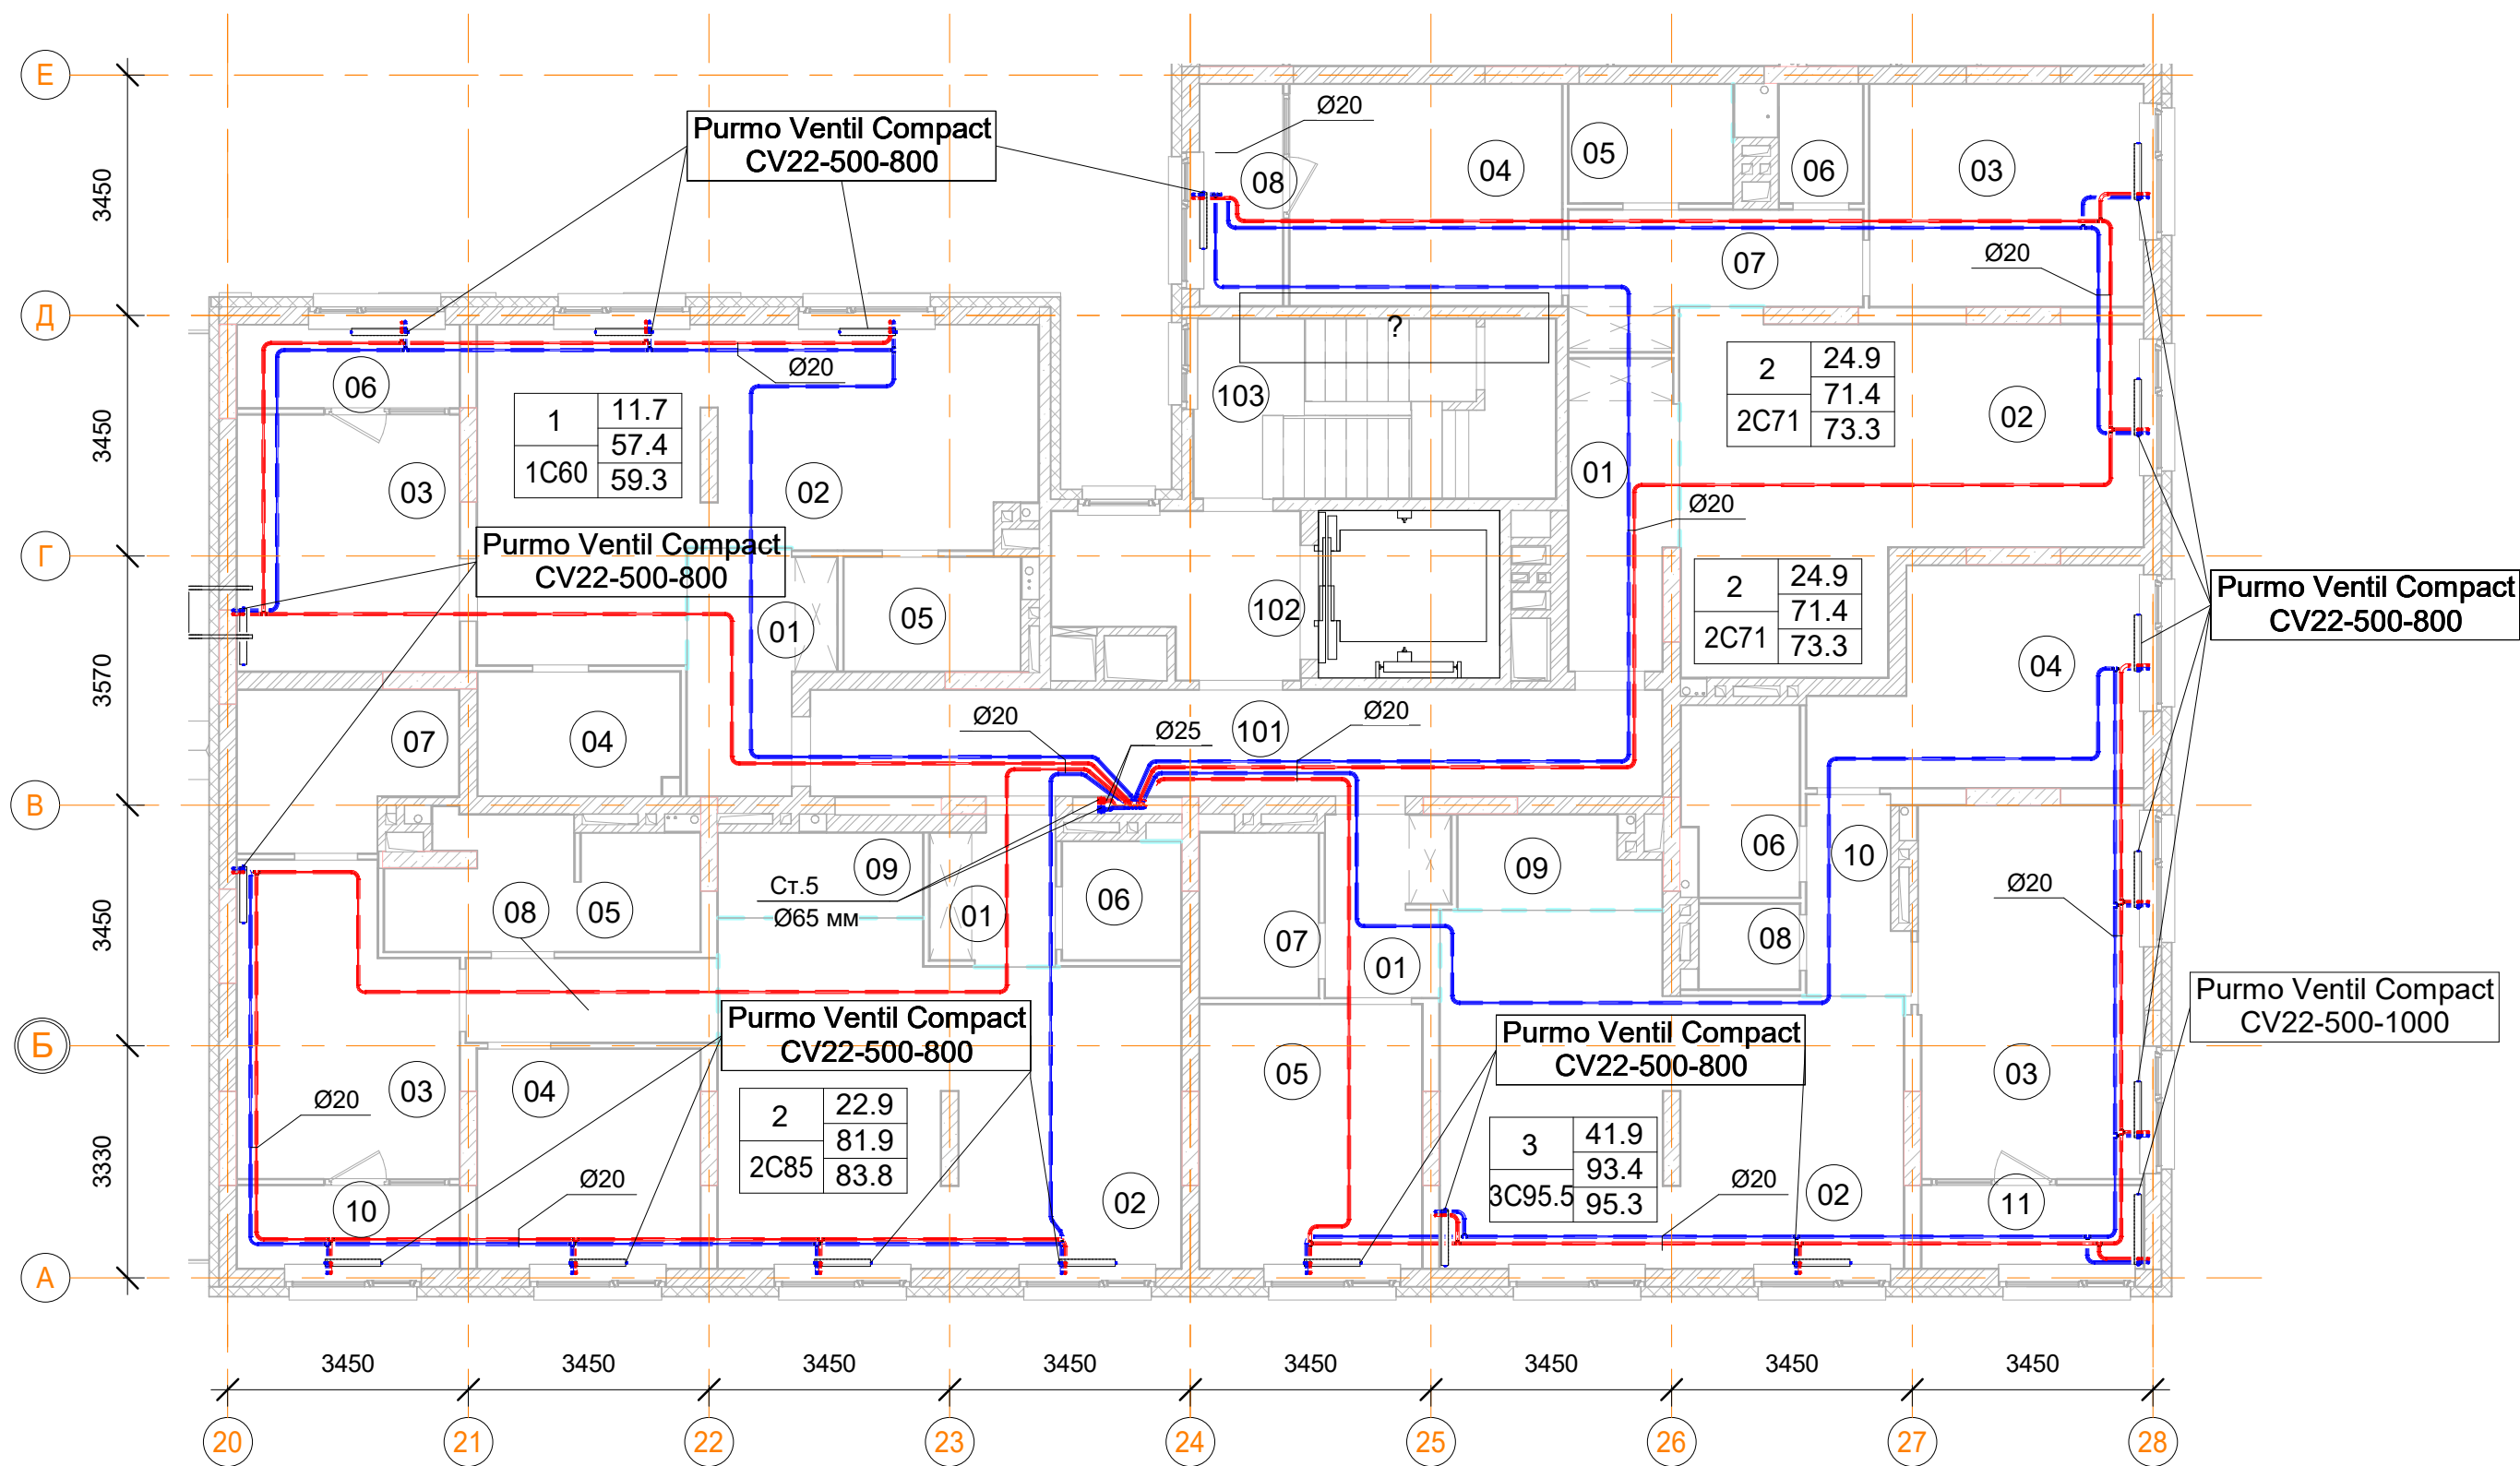 Е
Purmo Ventil Compact
CV22-500-800
Ø20
08
04
05
06
03
3450
07
Ø20
Д
?
Ø20
06
103
1
11.7
57.4
1С60
59.3
2
24.9
71.4
2С71
73.3
02
3450
03
02
01
Ø20
Г
Purmo Ventil Compact
CV22-500-800
01
05
102
2
24.9
71.4
2С71
73.3
Purmo Ventil Compact
CV22-500-800
04
3570
07
04
Ø20
Ø25
101
Ø20
В
09
Ст.5
Ø65 мм
08
05
01
06
07
01
09
06
10
08
Ø20
3450
Purmo Ventil Compact
CV22-500-1000
Б
Purmo Ventil Compact
CV22-500-800
Purmo Ventil Compact
CV22-500-800
03
04
05
03
Ø20
2
22.9
81.9
2С85
83.8
3
41.9
93.4
3С95.5
95.3
3330
10
Ø20
02
Ø20
02
11
А
3450
3450
3450
3450
3450
3450
3450
3450
20
21
22
23
24
25
26
27
28